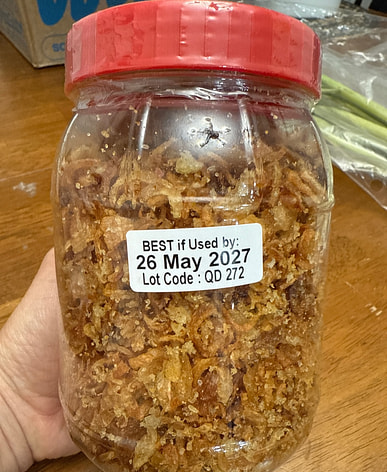 BEST if Used by:
26 May 2027
Lot Code : QD 272